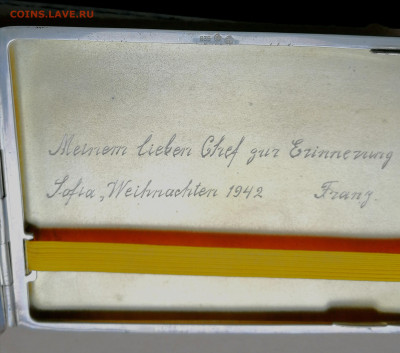 COINS.LAVE.RU
Meinem lieben Chef zur Erinnerung
Sofia, Weihnachten 1942 Franz.